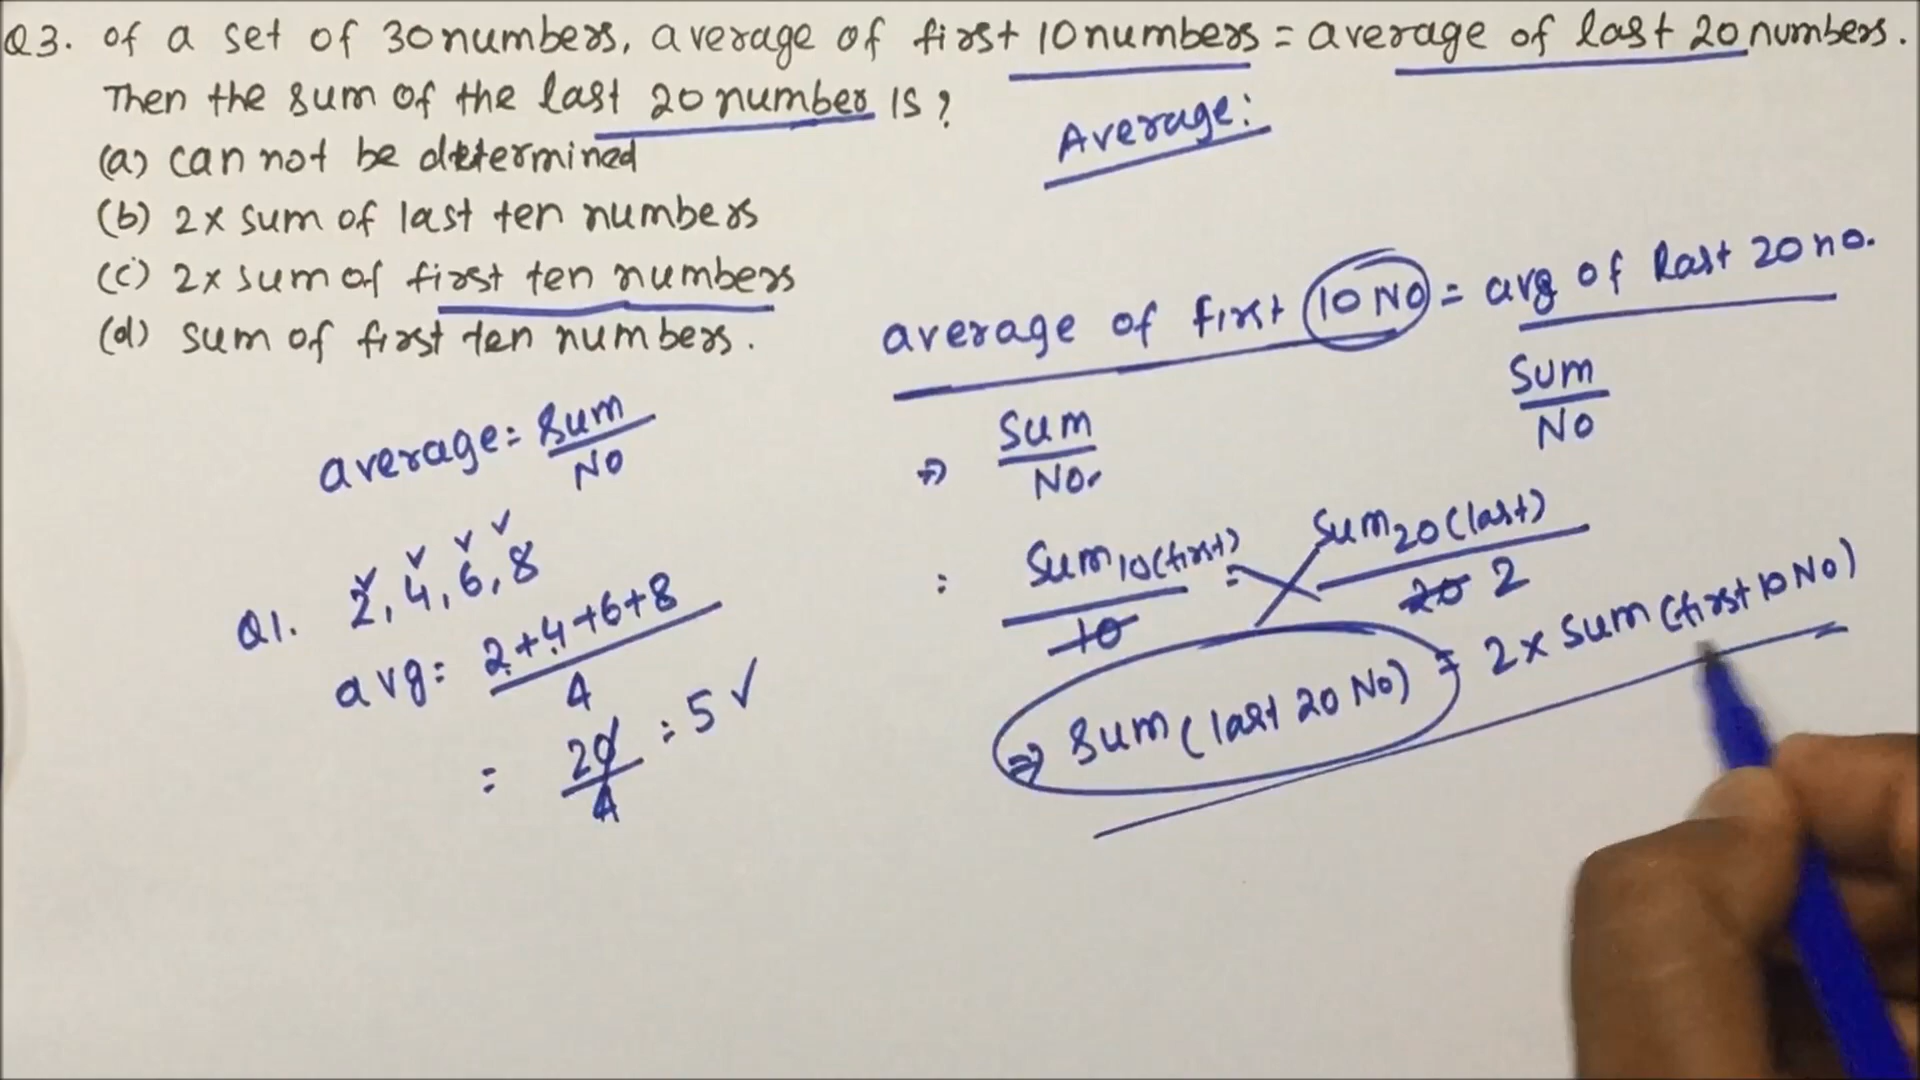 Q3. Of a set of 30 numbers, average of first 10 numbers = average of last 20 numbers.
Then the sum of the last 20 number is?
(a) can not be determined
(b) 2 x sum of last ten numbers
(c) 2 x sum of first ten numbers
(d) sum of first ten numbers.
Average:
average of first 10 NO = avg of last 20 no.
⇒ Sum/No. Sum/No
: Sum10(first)/10 = Sum20(last)/20 2
⇒ Sum (last 20 No) = 2 x Sum (first 10 No)
average = Sum/No
Q1. 2, 4, 6, 8
avg = 2+4+6+8/4
= 20/4 = 5 ✓